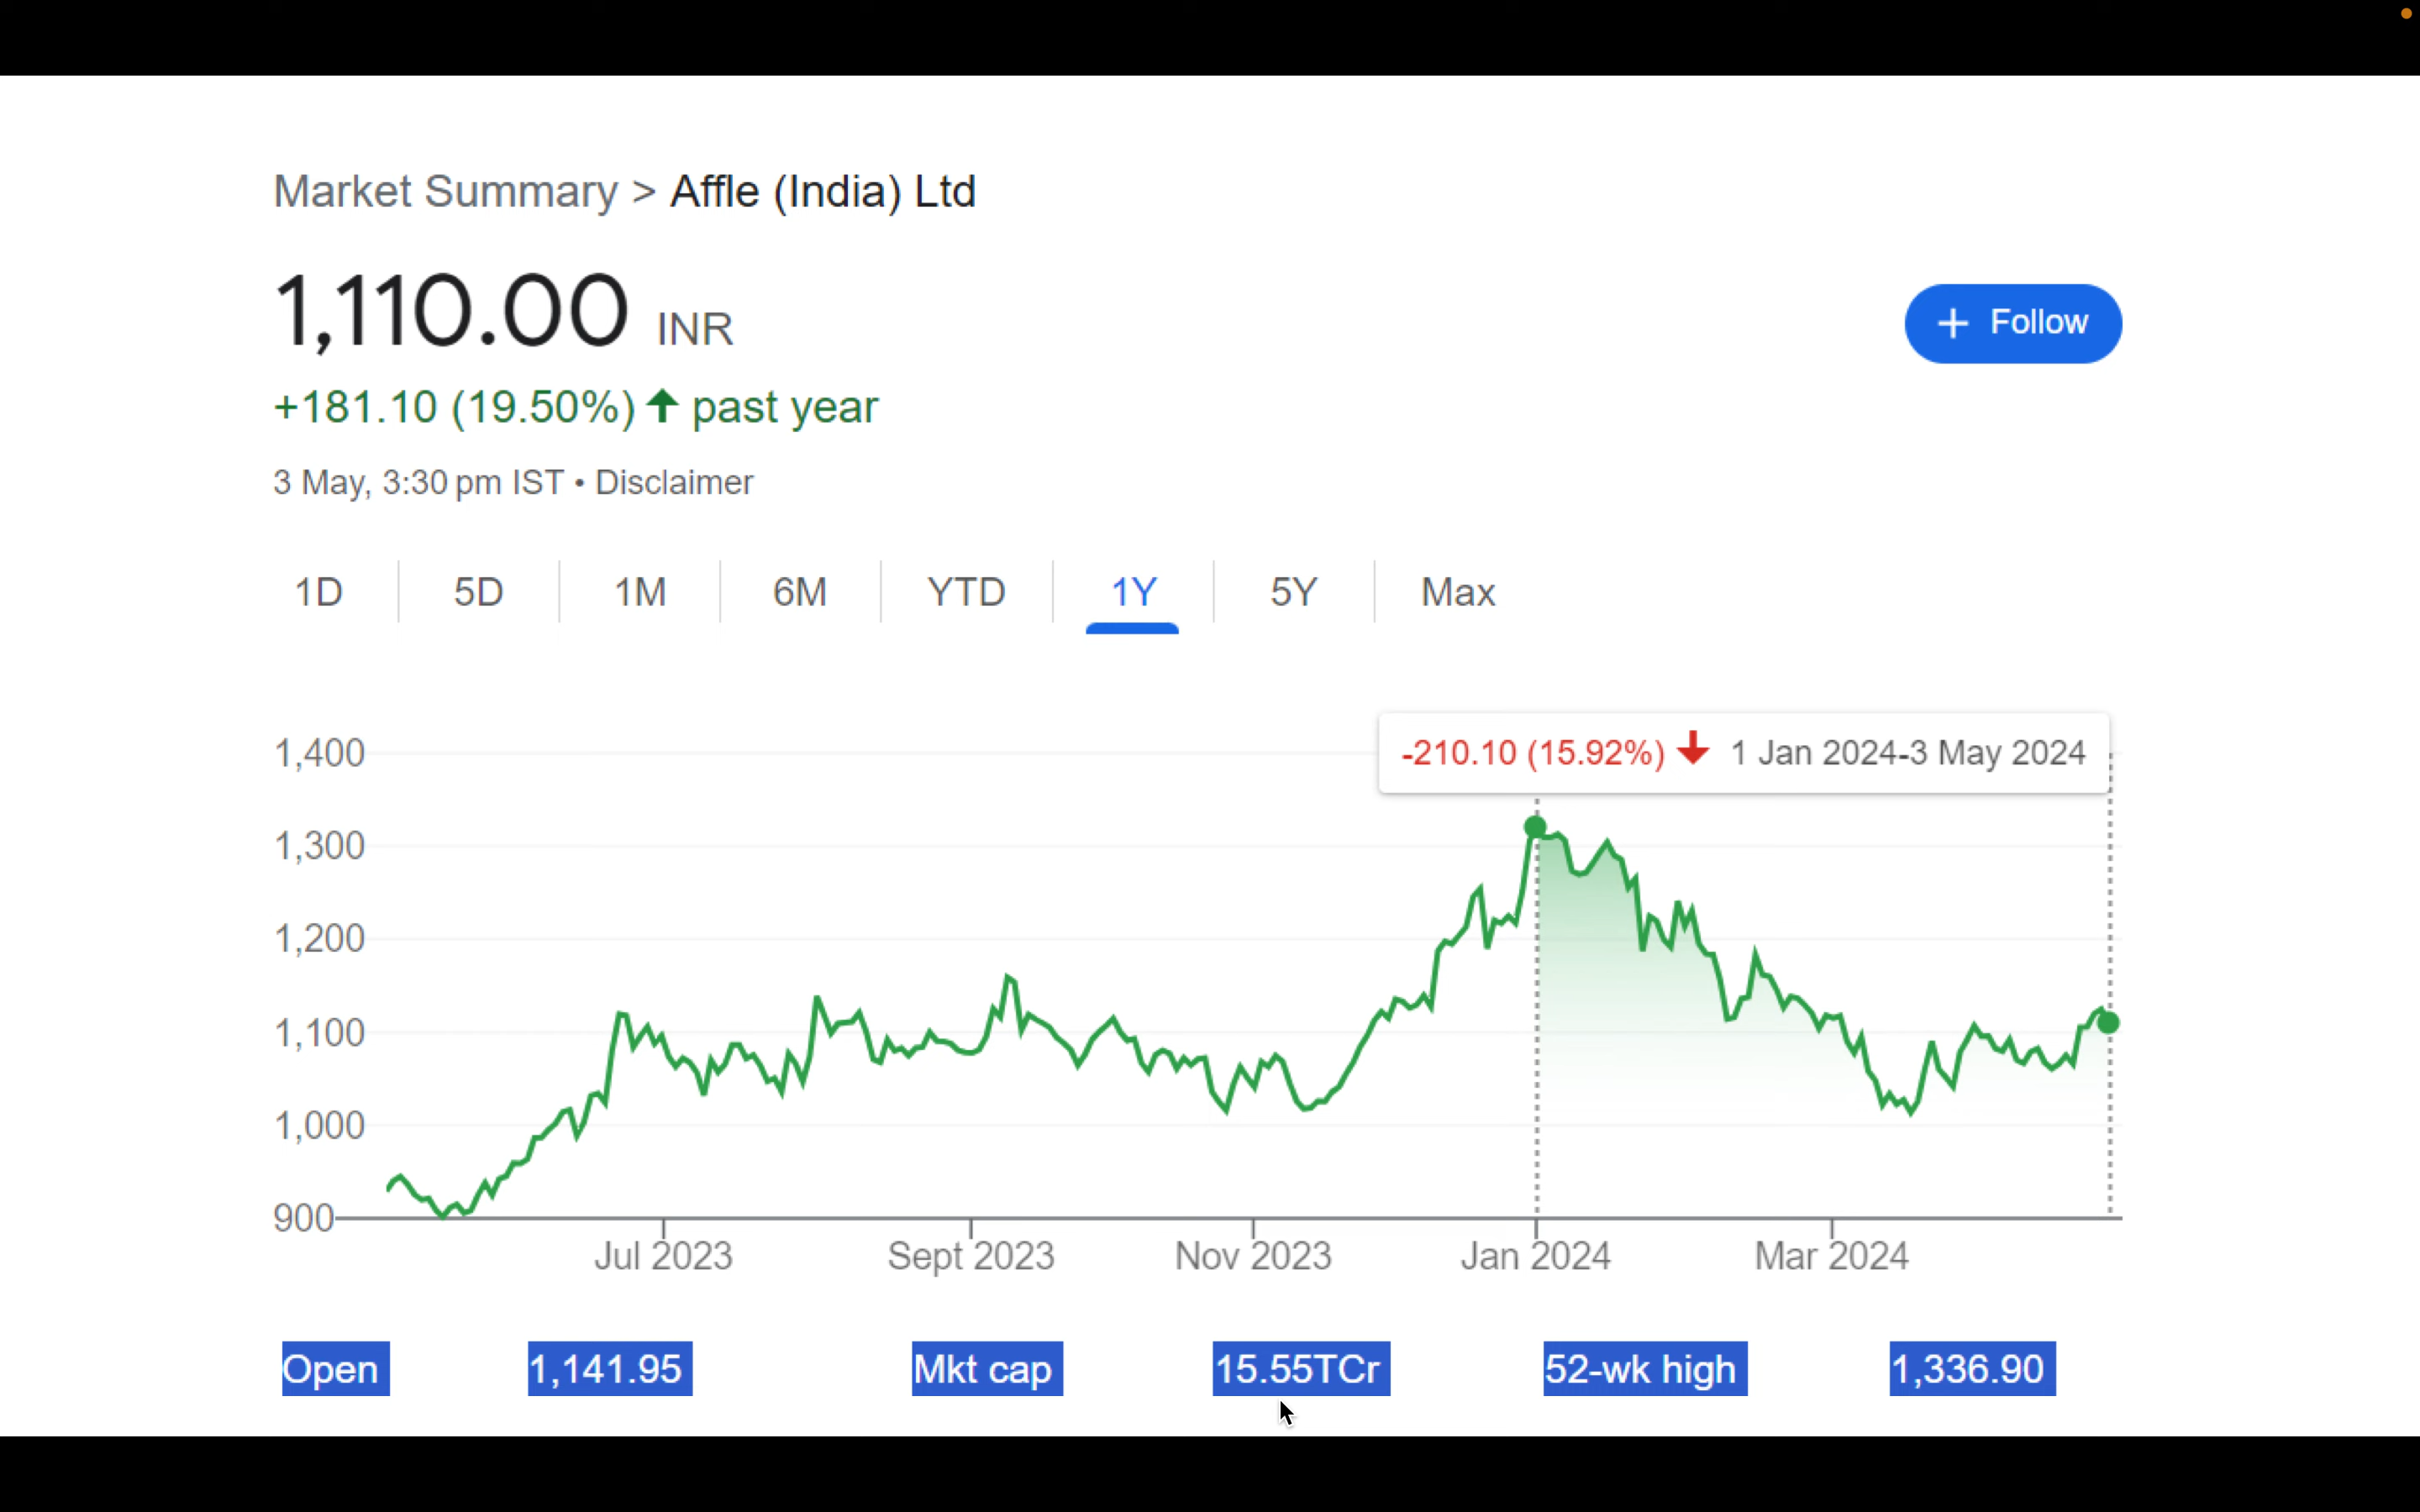 Market Summary > Affle (India) Ltd
1,110.00 INR
+ Follow
+181.10 (19.50%) past year
3 May, 3:30 pm IST • Disclaimer
1D 5D 1M 6M YTD 1Y 5Y Max
-210.10 (15.92%) 1 Jan 2024-3 May 2024
1,400
1,300
1,200
1,100
1,000
900
Jul 2023 Sept 2023 Nov 2023 Jan 2024 Mar 2024
Open 1,141.95 Mkt cap 15.55TCr 52-wk high 1,336.90